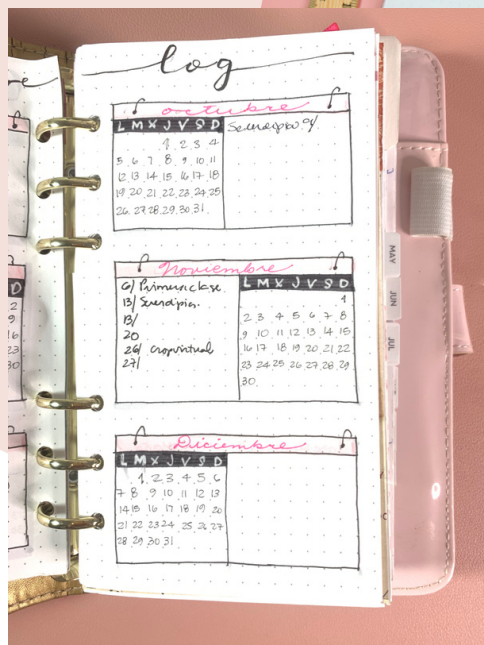 log
octubre
L M X J V S D
1 2 3 4
5 6 7 8 9 10 11
12 13 14 15 16 17 18
19 20 21 22 23 24 25
26 27 28 29 30 31
Noviembre
6/ Primera clase
13/ Serendipia.
13/
20
26/ cropvirtual
27/
L M X J V S D
1
2 3 4 5 6 7 8
9 10 11 12 13 14 15
16 17 18 19 20 21 22
23 24 25 26 27 28 29
30
Diciembre
L M X J V S D
1 2 3 4 5 6
7 8 9 10 11 12 13
14 15 16 17 18 19 20
21 22 23 24 25 26 27
28 29 30 31
D
2
9
16
23
30
MAY
JUN
JUL